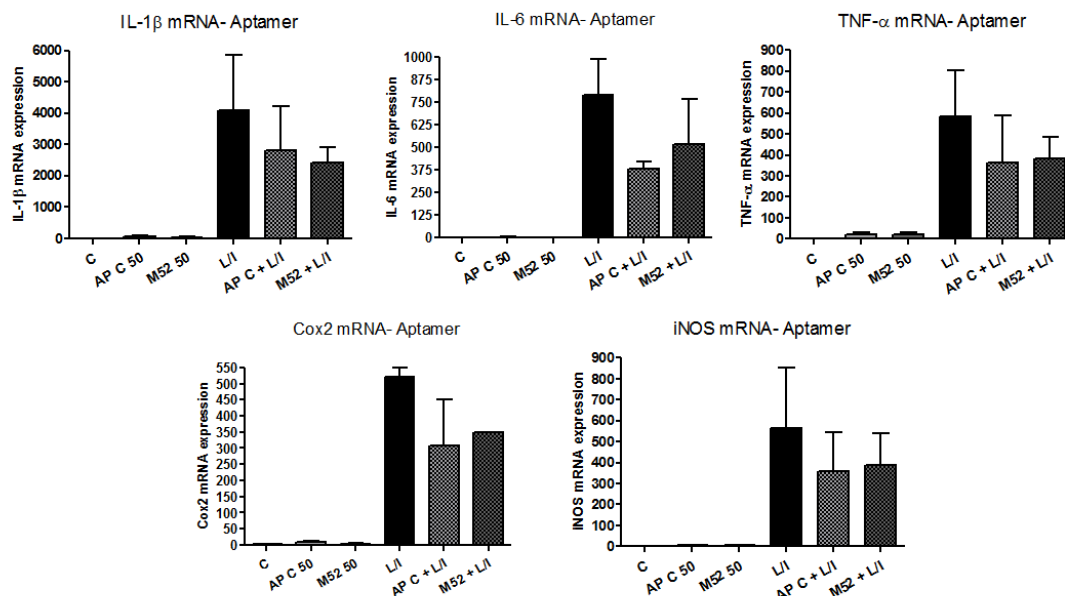 IL-1β mRNA- Aptamer
IL-1β mRNA expression
6000
5000
4000
3000
2000
1000
0
C
AP C 50
M52 50
L/I
AP C + L/I
M52 + L/I
IL-6 mRNA- Aptamer
IL-6 mRNA expression
1000
875
750
625
500
375
250
125
0
C
AP C 50
M52 50
L/I
AP C + L/I
M52 + L/I
TNF-α mRNA- Aptamer
TNF-α mRNA expression
900
800
700
600
500
400
300
200
100
0
C
AP C 50
M52 50
L/I
AP C + L/I
M52 + L/I
Cox2 mRNA- Aptamer
Cox2 mRNA expression
550
500
450
400
350
300
250
200
150
100
50
0
C
AP C 50
M52 50
L/I
AP C + L/I
M52 + L/I
iNOS mRNA- Aptamer
iNOS mRNA expression
900
800
700
600
500
400
300
200
100
0
C
AP C 50
M52 50
L/I
AP C + L/I
M52 + L/I